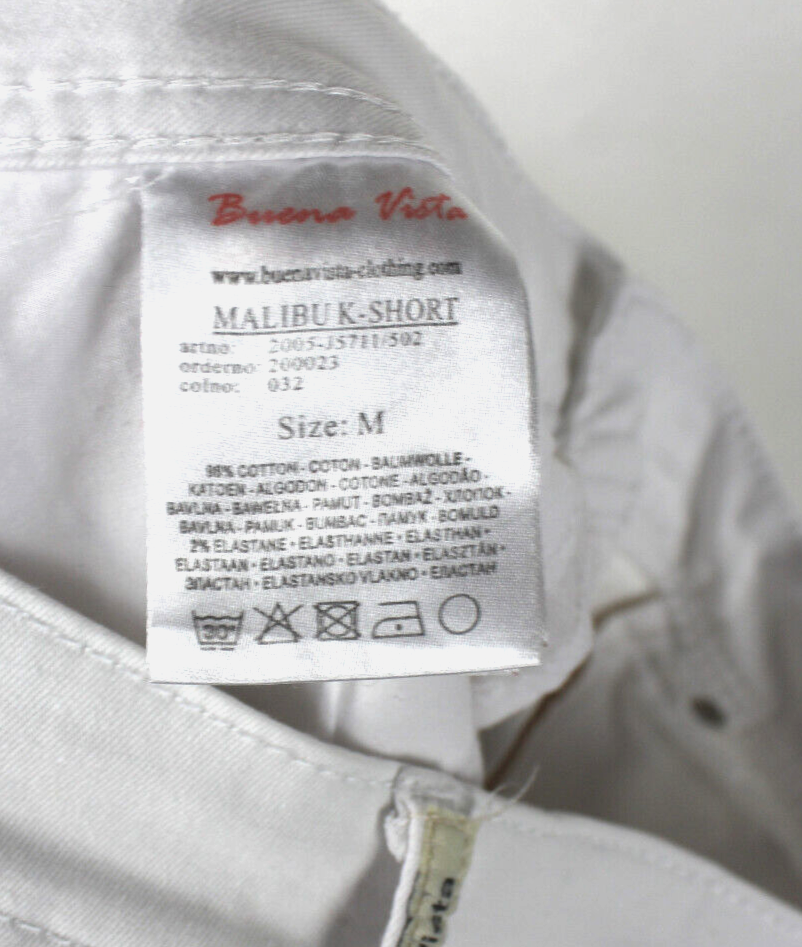 Buena Vista
www.buenavista-clothing.com
MALIBU K-SHORT
artno: 2005-J5711/502
orderno: 200023
colno: 032
Size: M
98% COTTON - COTON - BAUMWOLLE -
KATOEN - ALGODON - COTONE - ALGODÃO -
BAVLNA - BAWEŁNA - PAMUT - BOMBAŽ - ХЛОПОК -
BAVLNA - PAMUK - BUMBAC - ПАМУК - BOMULD
2% ELASTANE • ELASTHANNE • ELASTHAN •
ELASTAAN • ELASTANO • ELASTAN • ELASZTÁN •
ЭЛАСТАН • ELASTANSKO VLAKNO • ЕЛАСТАН
30°
Vista